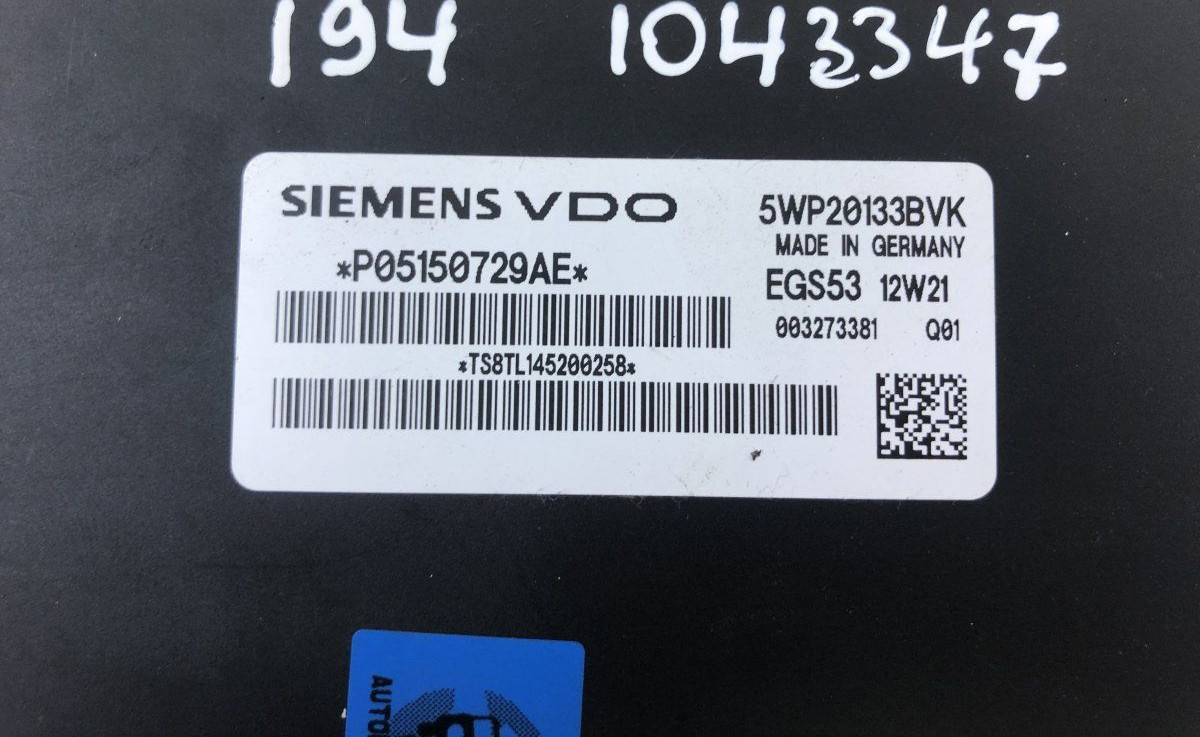 194 1043347
SIEMENS VDO
5WP20133BVK
MADE IN GERMANY
*P05150729AE*
EGS53 12W21
003273381 Q01
*TS8TL145200258*